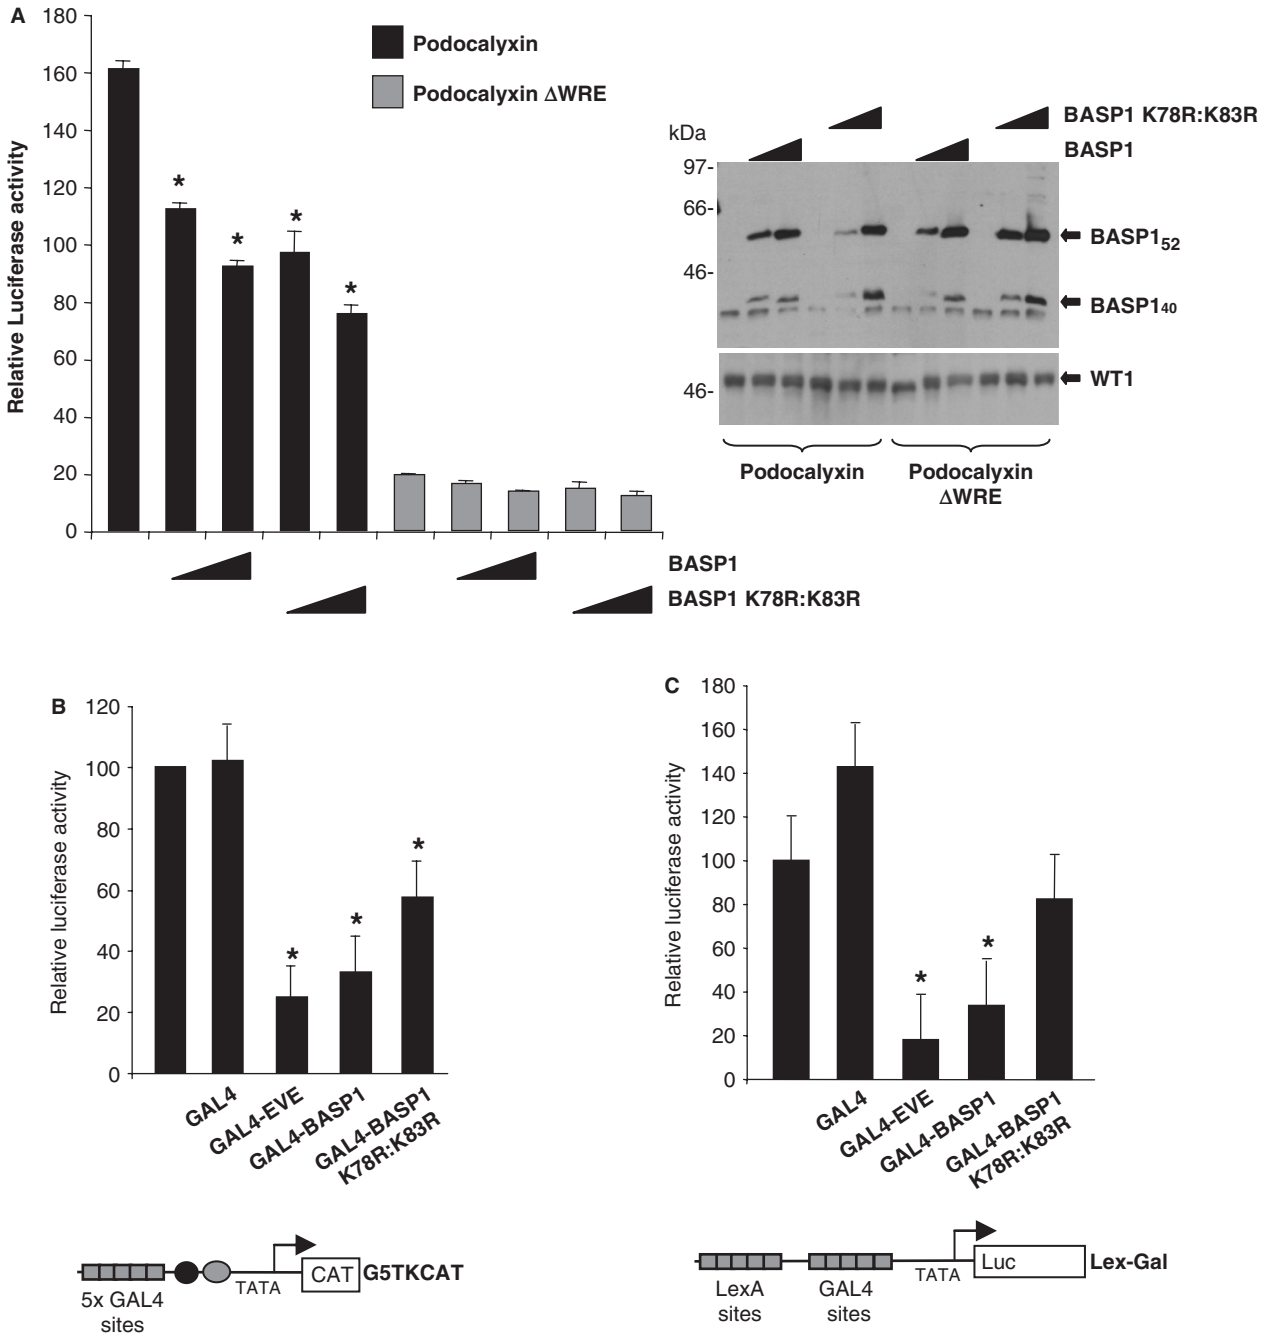 A
Relative Luciferase activity
180
160
140
120
100
80
60
40
20
0
Podocalyxin
Podocalyxin ΔWRE
*
*
*
*
BASP1
BASP1 K78R:K83R
BASP1 K78R:K83R
BASP1
kDa
97-
66-
46-
BASP1 52
BASP1 40
46-
WT1
Podocalyxin
Podocalyxin
ΔWRE
B
Relative luciferase activity
120
100
80
60
40
20
0
*
*
*
GAL4
GAL4-EVE
GAL4-BASP1
GAL4-BASP1
K78R:K83R
5x GAL4
sites
TATA
CAT
G5TKCAT
C
Relative luciferase activity
180
160
140
120
100
80
60
40
20
0
*
*
GAL4
GAL4-EVE
GAL4-BASP1
GAL4-BASP1
K78R:K83R
LexA
sites
GAL4
sites
TATA
Luc
Lex-Gal